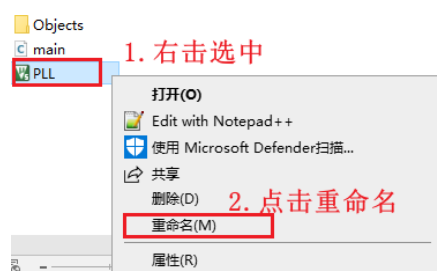 Objects
main
1. 右击选中
PLL
打开(O)
Edit with Notepad++
使用 Microsoft Defender扫描...
共享
删除(D)
2. 点击重命名
重命名(M)
属性(R)